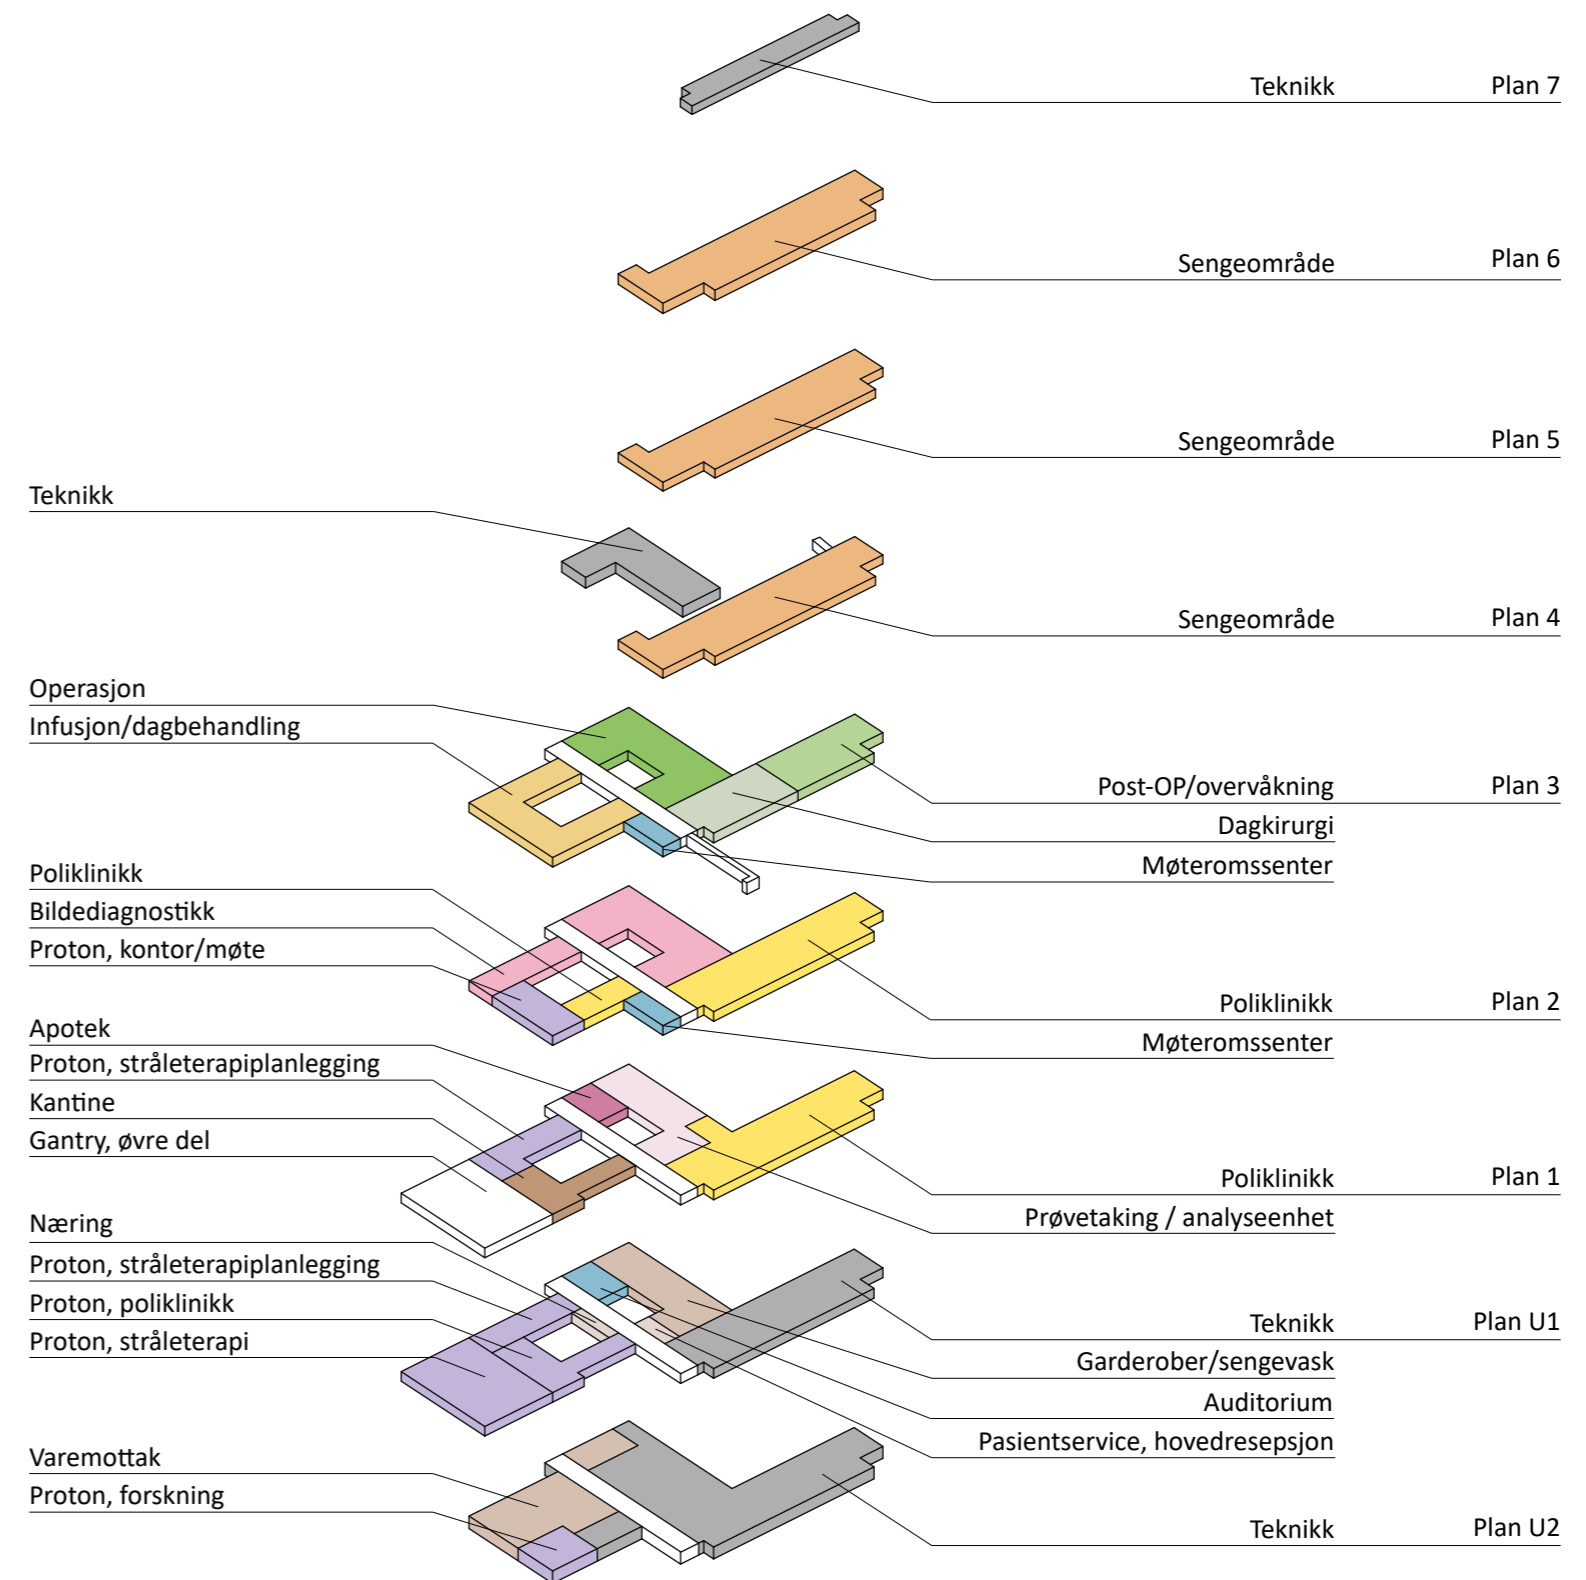 Teknikk Plan 7
Sengeområde Plan 6
Sengeområde Plan 5
Teknikk
Sengeområde Plan 4
Operasjon
Infusjon/dagbehandling
Post-OP/overvåkning Plan 3
Dagkirurgi
Møteromssenter
Poliklinikk
Bildediagnostikk
Proton, kontor/møte
Poliklinikk Plan 2
Møteromssenter
Apotek
Proton, stråleterapiplanlegging
Kantine
Gantry, øvre del
Poliklinikk Plan 1
Prøvetaking / analyseenhet
Næring
Proton, stråleterapiplanlegging
Proton, poliklinikk
Proton, stråleterapi
Teknikk Plan U1
Garderober/sengevask
Auditorium
Pasientservice, hovedresepsjon
Varemottak
Proton, forskning
Teknikk Plan U2